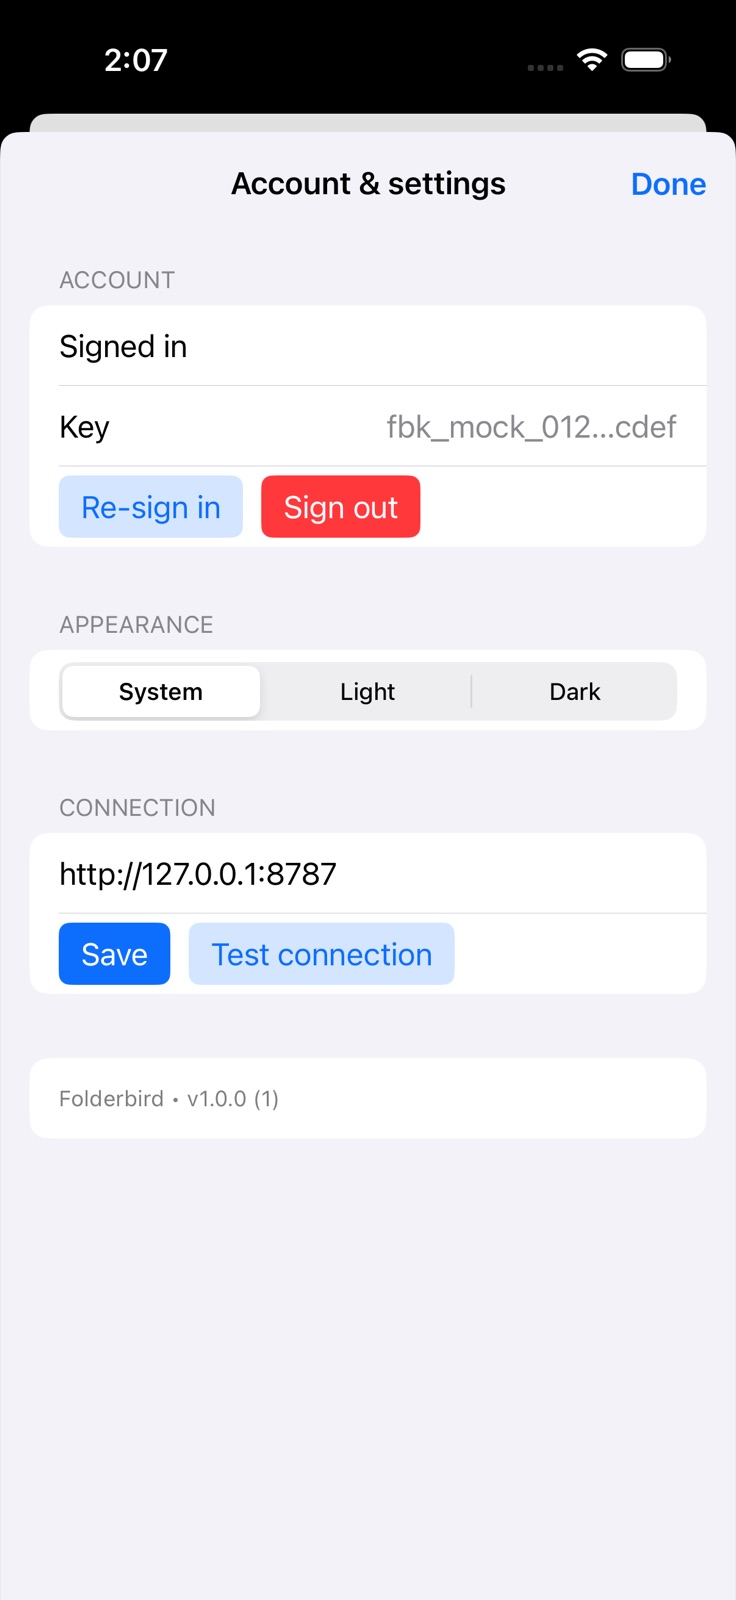 2:07
Account & settings
Done
ACCOUNT
Signed in
Key
fbk_mock_012...cdef
Re-sign in
Sign out
APPEARANCE
System
Light
Dark
CONNECTION
http://127.0.0.1:8787
Save
Test connection
Folderbird • v1.0.0 (1)